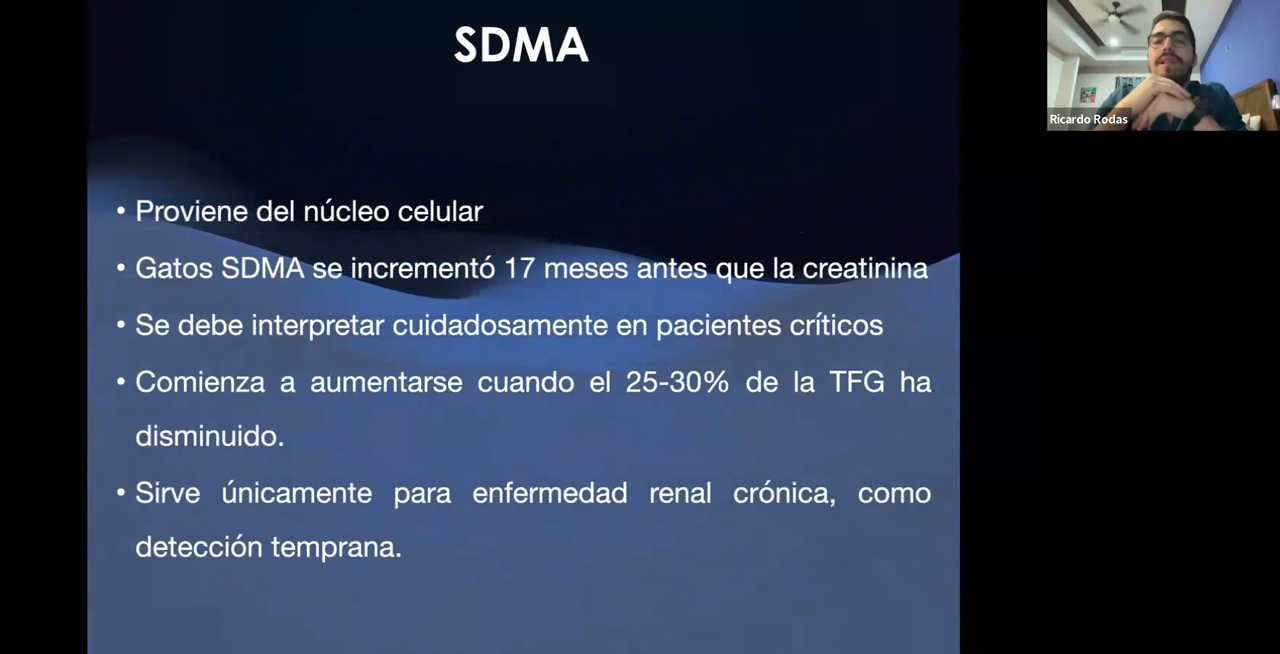 SDMA
Ricardo Rodas
• Proviene del núcleo celular
• Gatos SDMA se incrementó 17 meses antes que la creatinina
• Se debe interpretar cuidadosamente en pacientes críticos
• Comienza a aumentarse cuando el 25-30% de la TFG ha
disminuido.
• Sirve únicamente para enfermedad renal crónica, como
detección temprana.